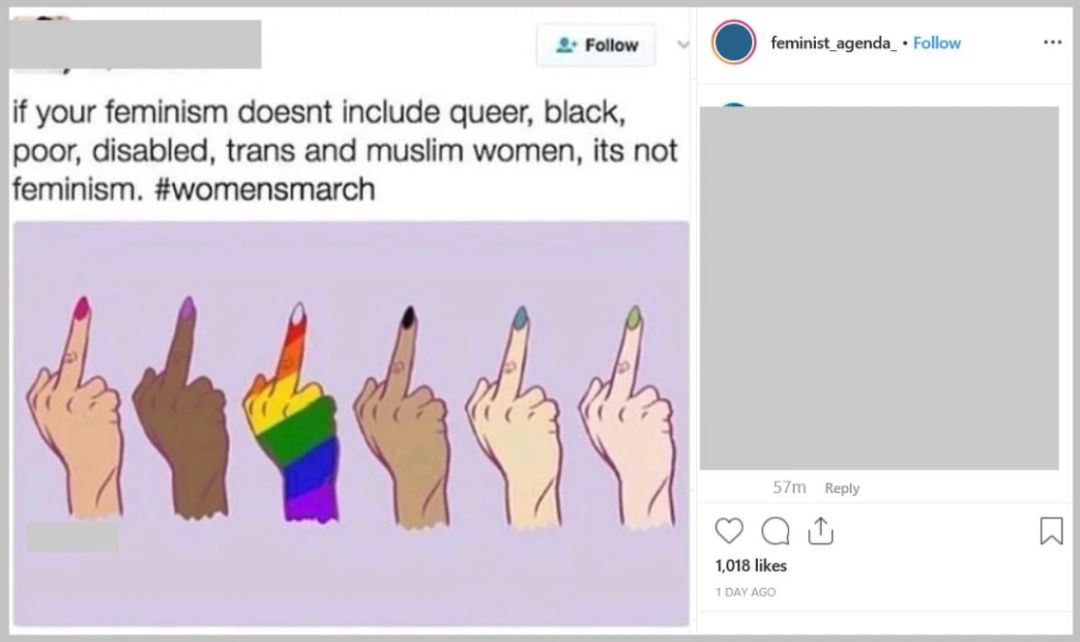 Follow
if your feminism doesnt include queer, black,
poor, disabled, trans and muslim women, its not
feminism. #womensmarch
feminist_agenda_ • Follow
57m Reply
1,018 likes
1 DAY AGO